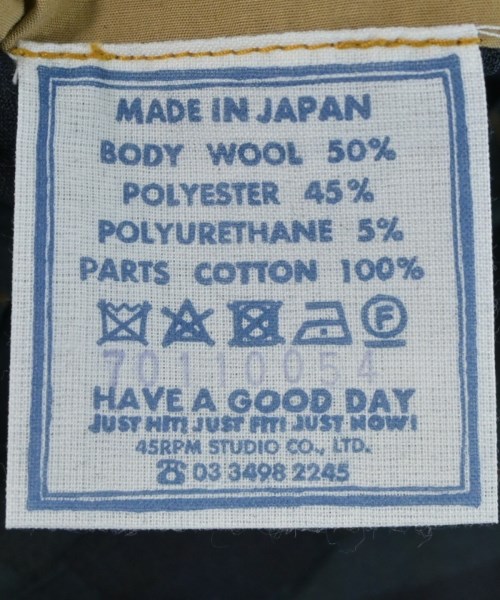 MADE IN JAPAN
BODY WOOL 50%
POLYESTER 45%
POLYURETHANE 5%
PARTS COTTON 100%
F
70110054
HAVE A GOOD DAY
JUST HIT! JUST FIT! JUST NOW!
45RPM STUDIO CO., LTD.
☎ 03 3498 2245